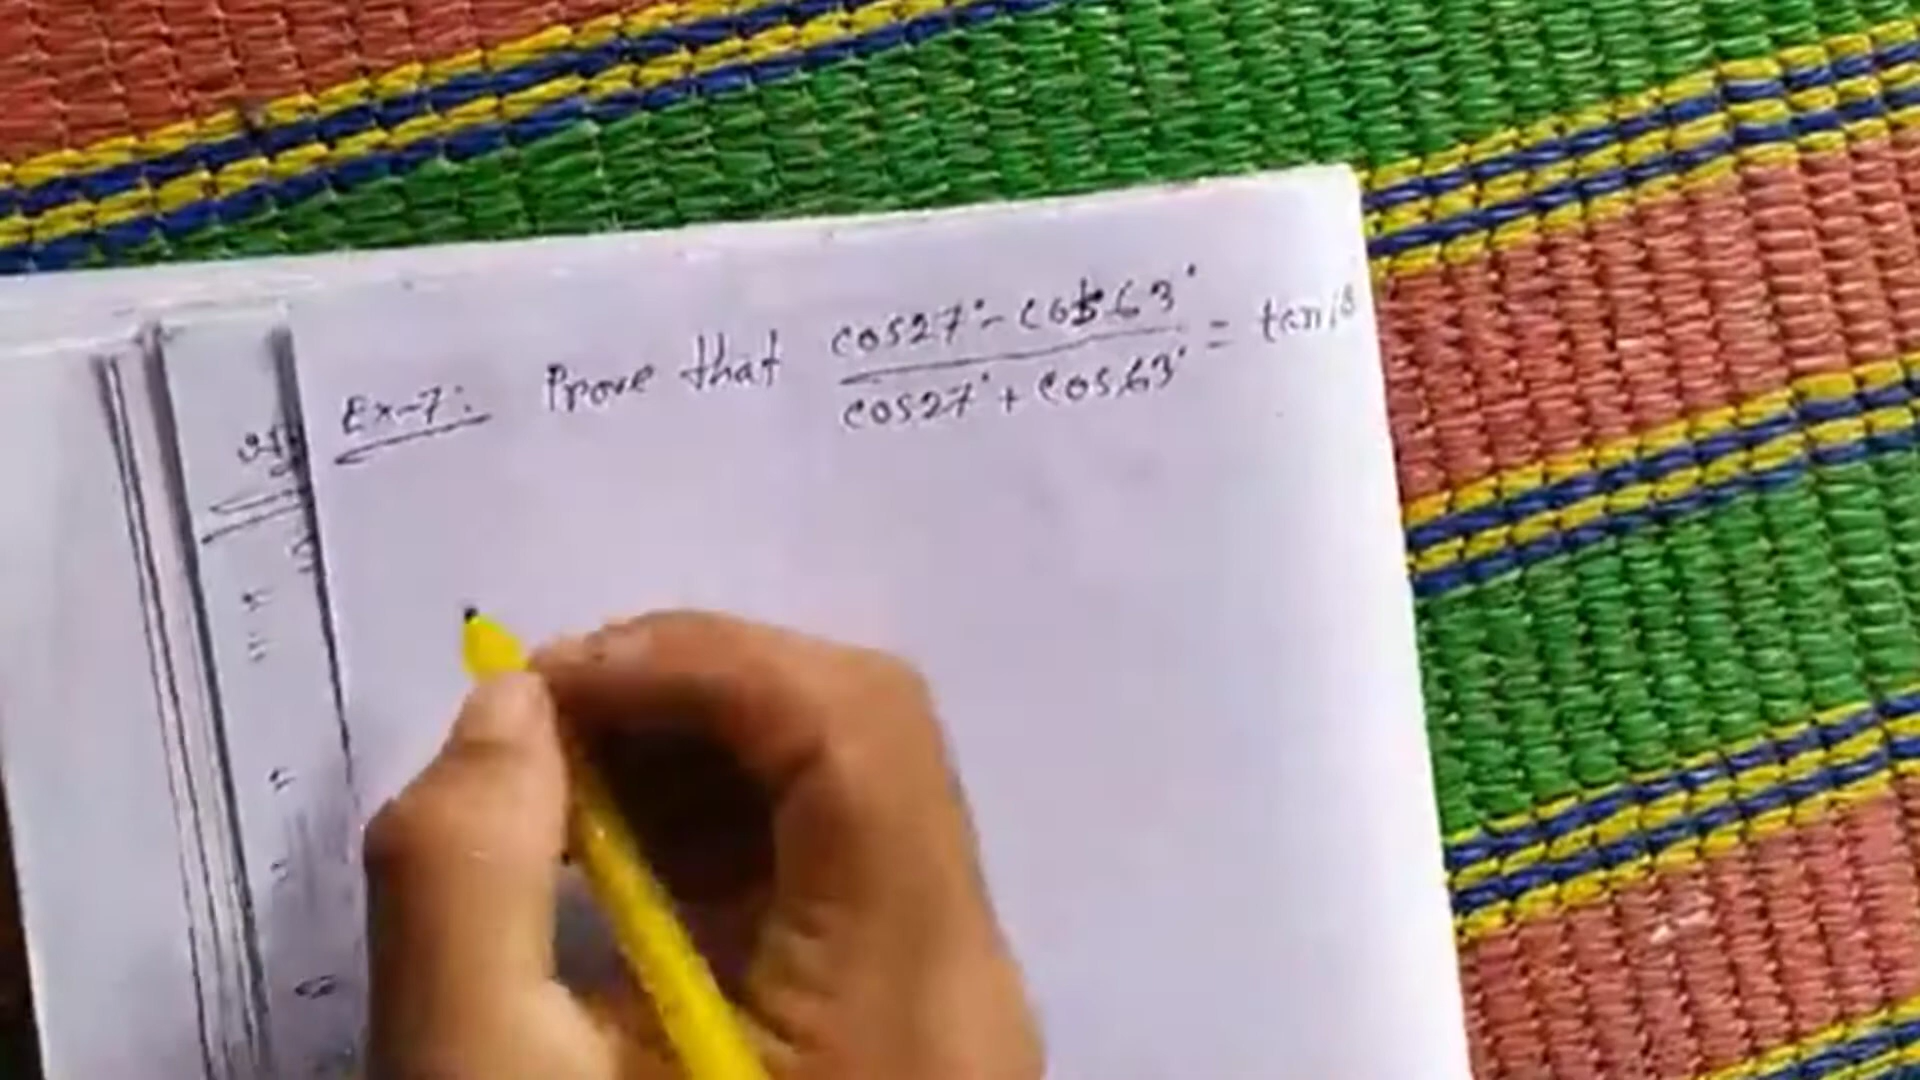 Ex-7:- Prove that cos27° - cos63° / cos27° + cos63° = tan18